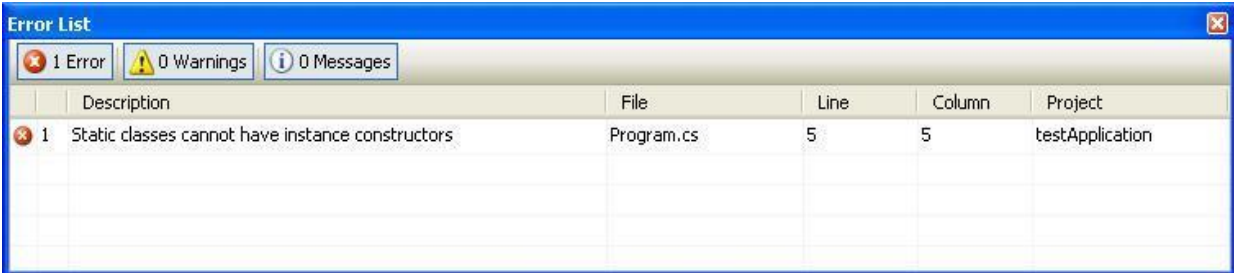 Error List
1 Error 0 Warnings 0 Messages
Description File Line Column Project
1 Static classes cannot have instance constructors Program.cs 5 5 testApplication